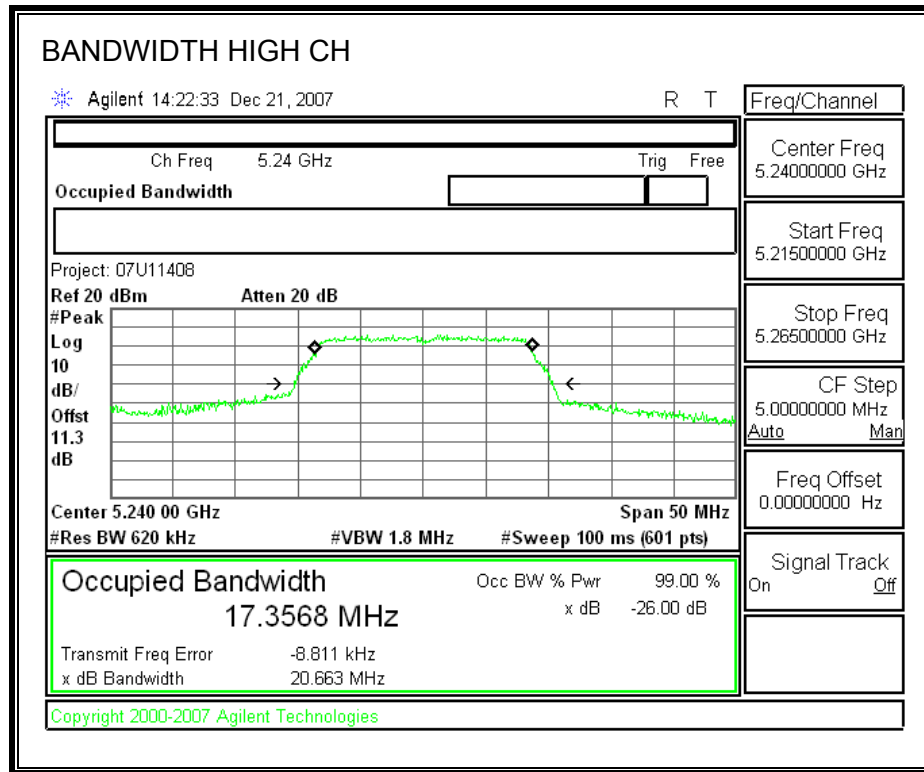 BANDWIDTH HIGH CH
Agilent 14:22:33 Dec 21, 2007 R T
Freq/Channel
Ch Freq 5.24 GHz Trig Free
Occupied Bandwidth
Center Freq
5.24000000 GHz
Start Freq
5.21500000 GHz
Stop Freq
5.26500000 GHz
CF Step
5.00000000 MHz
Auto Man
Freq Offset
0.00000000 Hz
Signal Track
On Off
Project: 07U11408
Ref 20 dBm Atten 20 dB
#Peak
Log
10
dB/
Offst
11.3
dB
Center 5.240 00 GHz Span 50 MHz
#Res BW 620 kHz #VBW 1.8 MHz #Sweep 100 ms (601 pts)
Occupied Bandwidth Occ BW % Pwr 99.00 %
17.3568 MHz x dB -26.00 dB
Transmit Freq Error -8.811 kHz
x dB Bandwidth 20.663 MHz
Copyright 2000-2007 Agilent Technologies